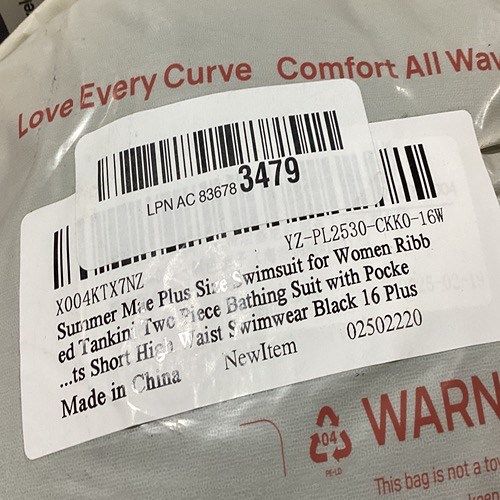 Love Every Curve Comfort All Wav
LPN AC 83678 3479
YZ-PL2530-CKK0-16W
X004KTX7NZ
Summer Mae Plus Size Swimsuit for Women Ribb
ed Tankini Two Piece Bathing Suit with Pocke
...ts Short High Waist Swimwear Black 16 Plus
NewItem 02502220
Made in China
04
PE-LD
WARN
This bag is not a toy